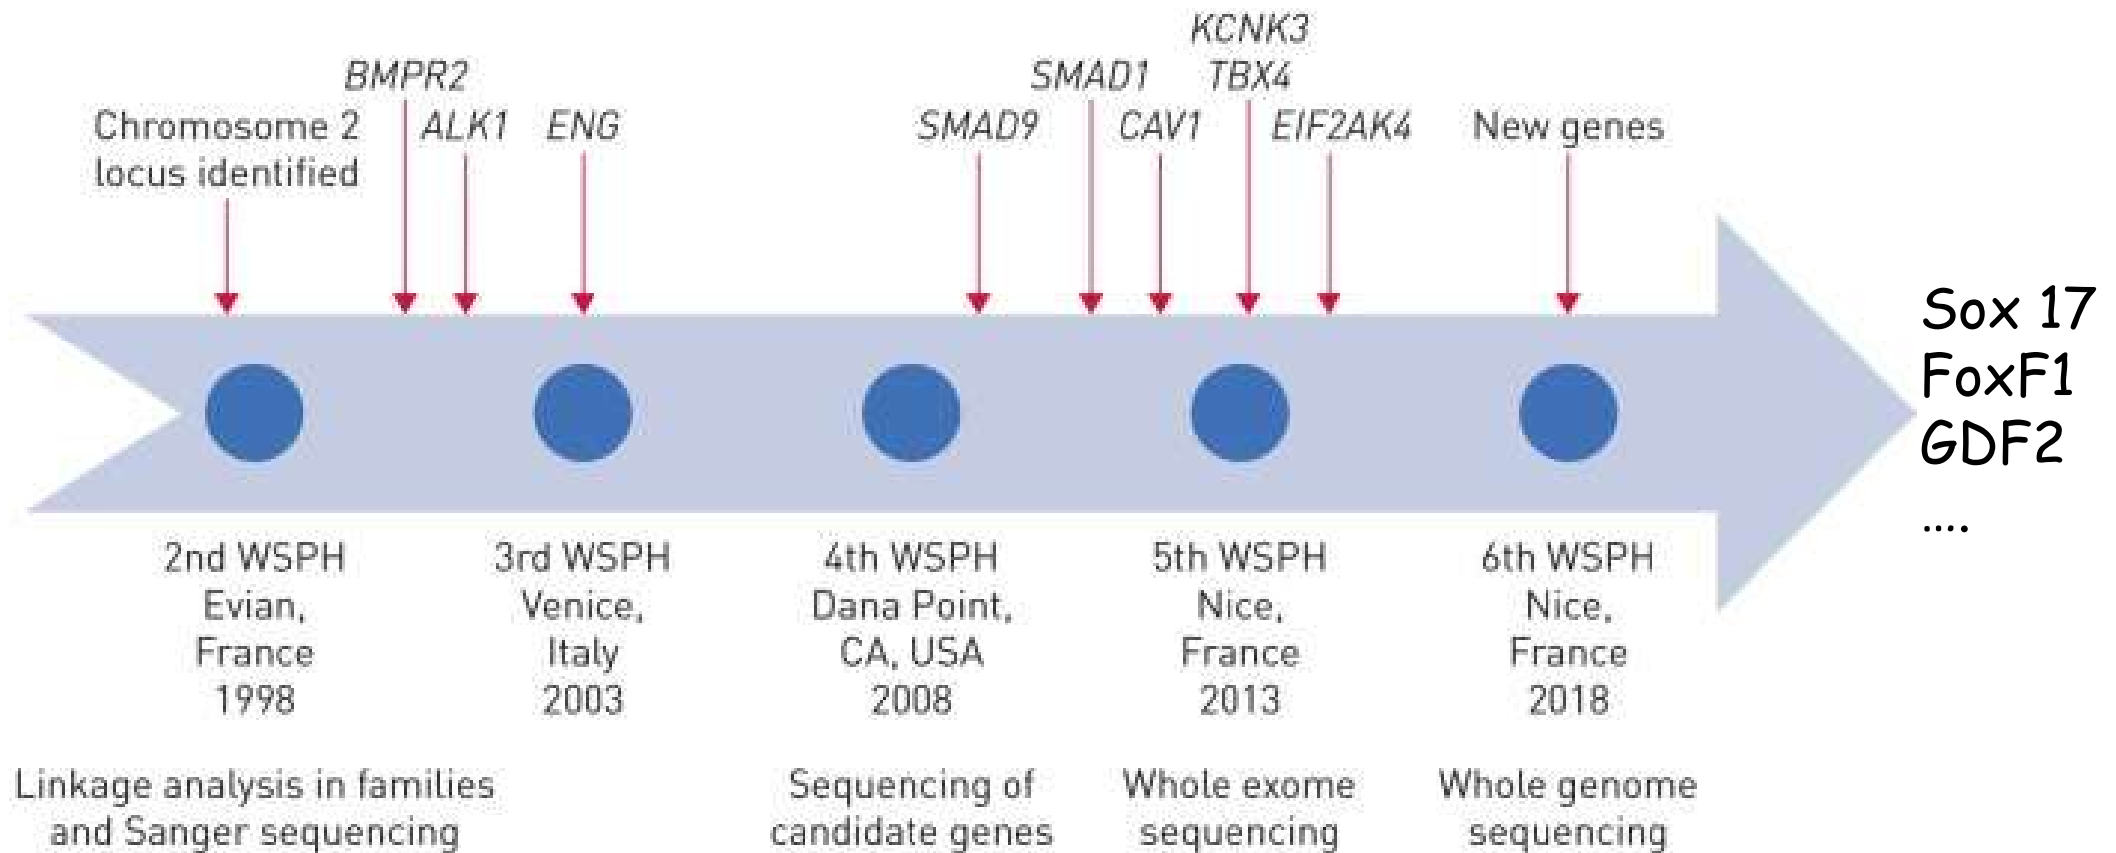 KCNK3
BMPR2
SMAD1
TBX4
Chromosome 2
locus identified
ALK1
ENG
SMAD9
CAV1
EIF2AK4
New genes
Sox 17
FoxF1
GDF2
....
2nd WSPH
Evian,
France
1998
3rd WSPH
Venice,
Italy
2003
4th WSPH
Dana Point,
CA, USA
2008
5th WSPH
Nice,
France
2013
6th WSPH
Nice,
France
2018
Linkage analysis in families
and Sanger sequencing
Sequencing of
candidate genes
Whole exome
sequencing
Whole genome
sequencing